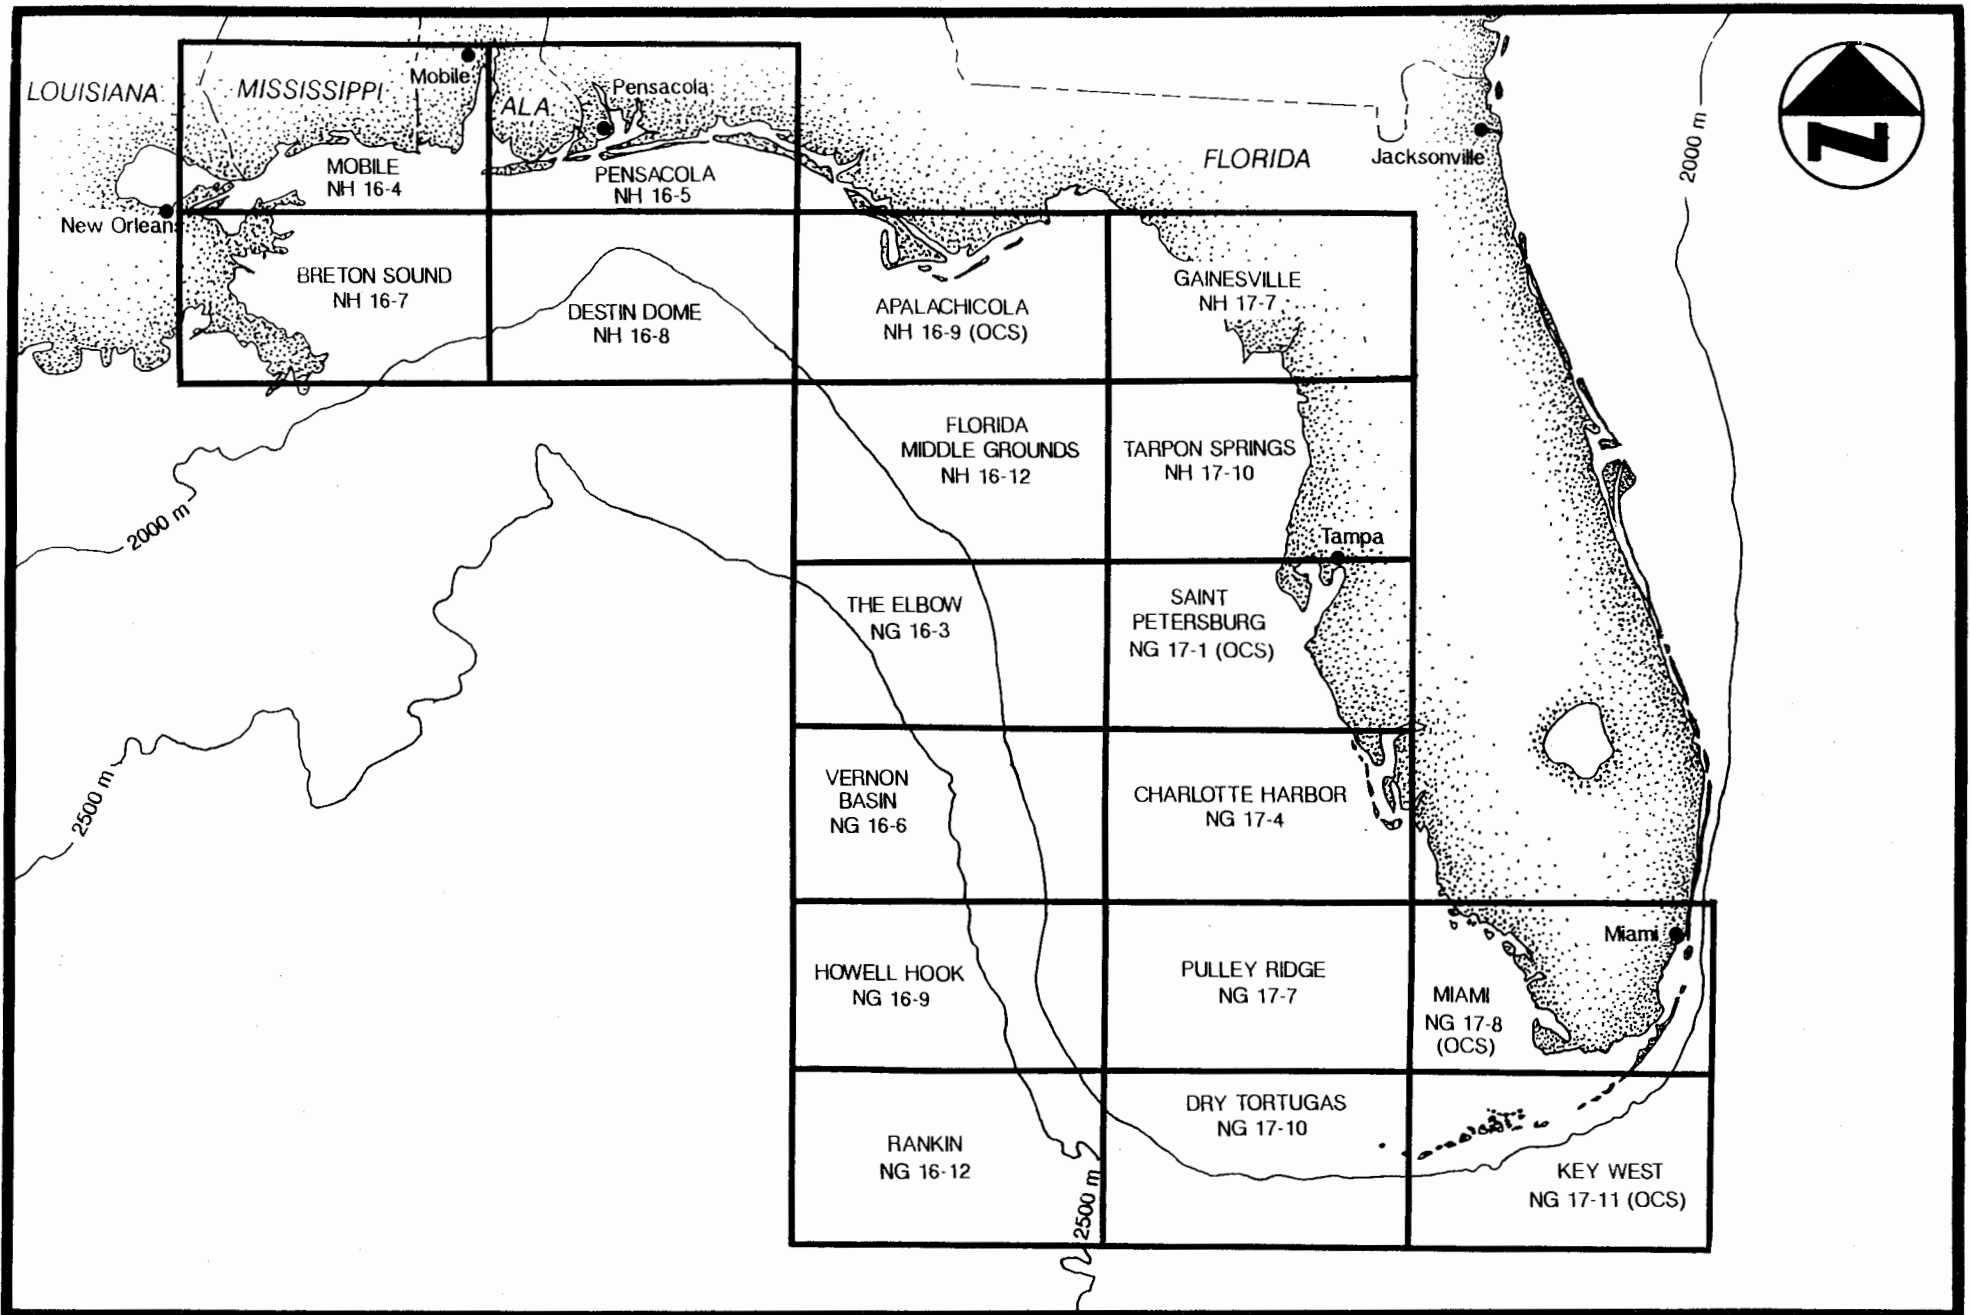 LOUISIANA
MISSISSIPPI
Mobile
ALA
Pensacola
MOBILE
NH 16-4
PENSACOLA
NH 16-5
FLORIDA
Jacksonville
2000 m
N
New Orleans
BRETON SOUND
NH 16-7
DESTIN DOME
NH 16-8
APALACHICOLA
NH 16-9 (OCS)
GAINESVILLE
NH 17-7
FLORIDA
MIDDLE GROUNDS
NH 16-12
TARPON SPRINGS
NH 17-10
2000 m
Tampa
THE ELBOW
NG 16-3
SAINT
PETERSBURG
NG 17-1 (OCS)
2500 m
VERNON
BASIN
NG 16-6
CHARLOTTE HARBOR
NG 17-4
HOWELL HOOK
NG 16-9
PULLEY RIDGE
NG 17-7
Miami
MIAMI
NG 17-8
(OCS)
RANKIN
NG 16-12
2500 m
DRY TORTUGAS
NG 17-10
KEY WEST
NG 17-11 (OCS)